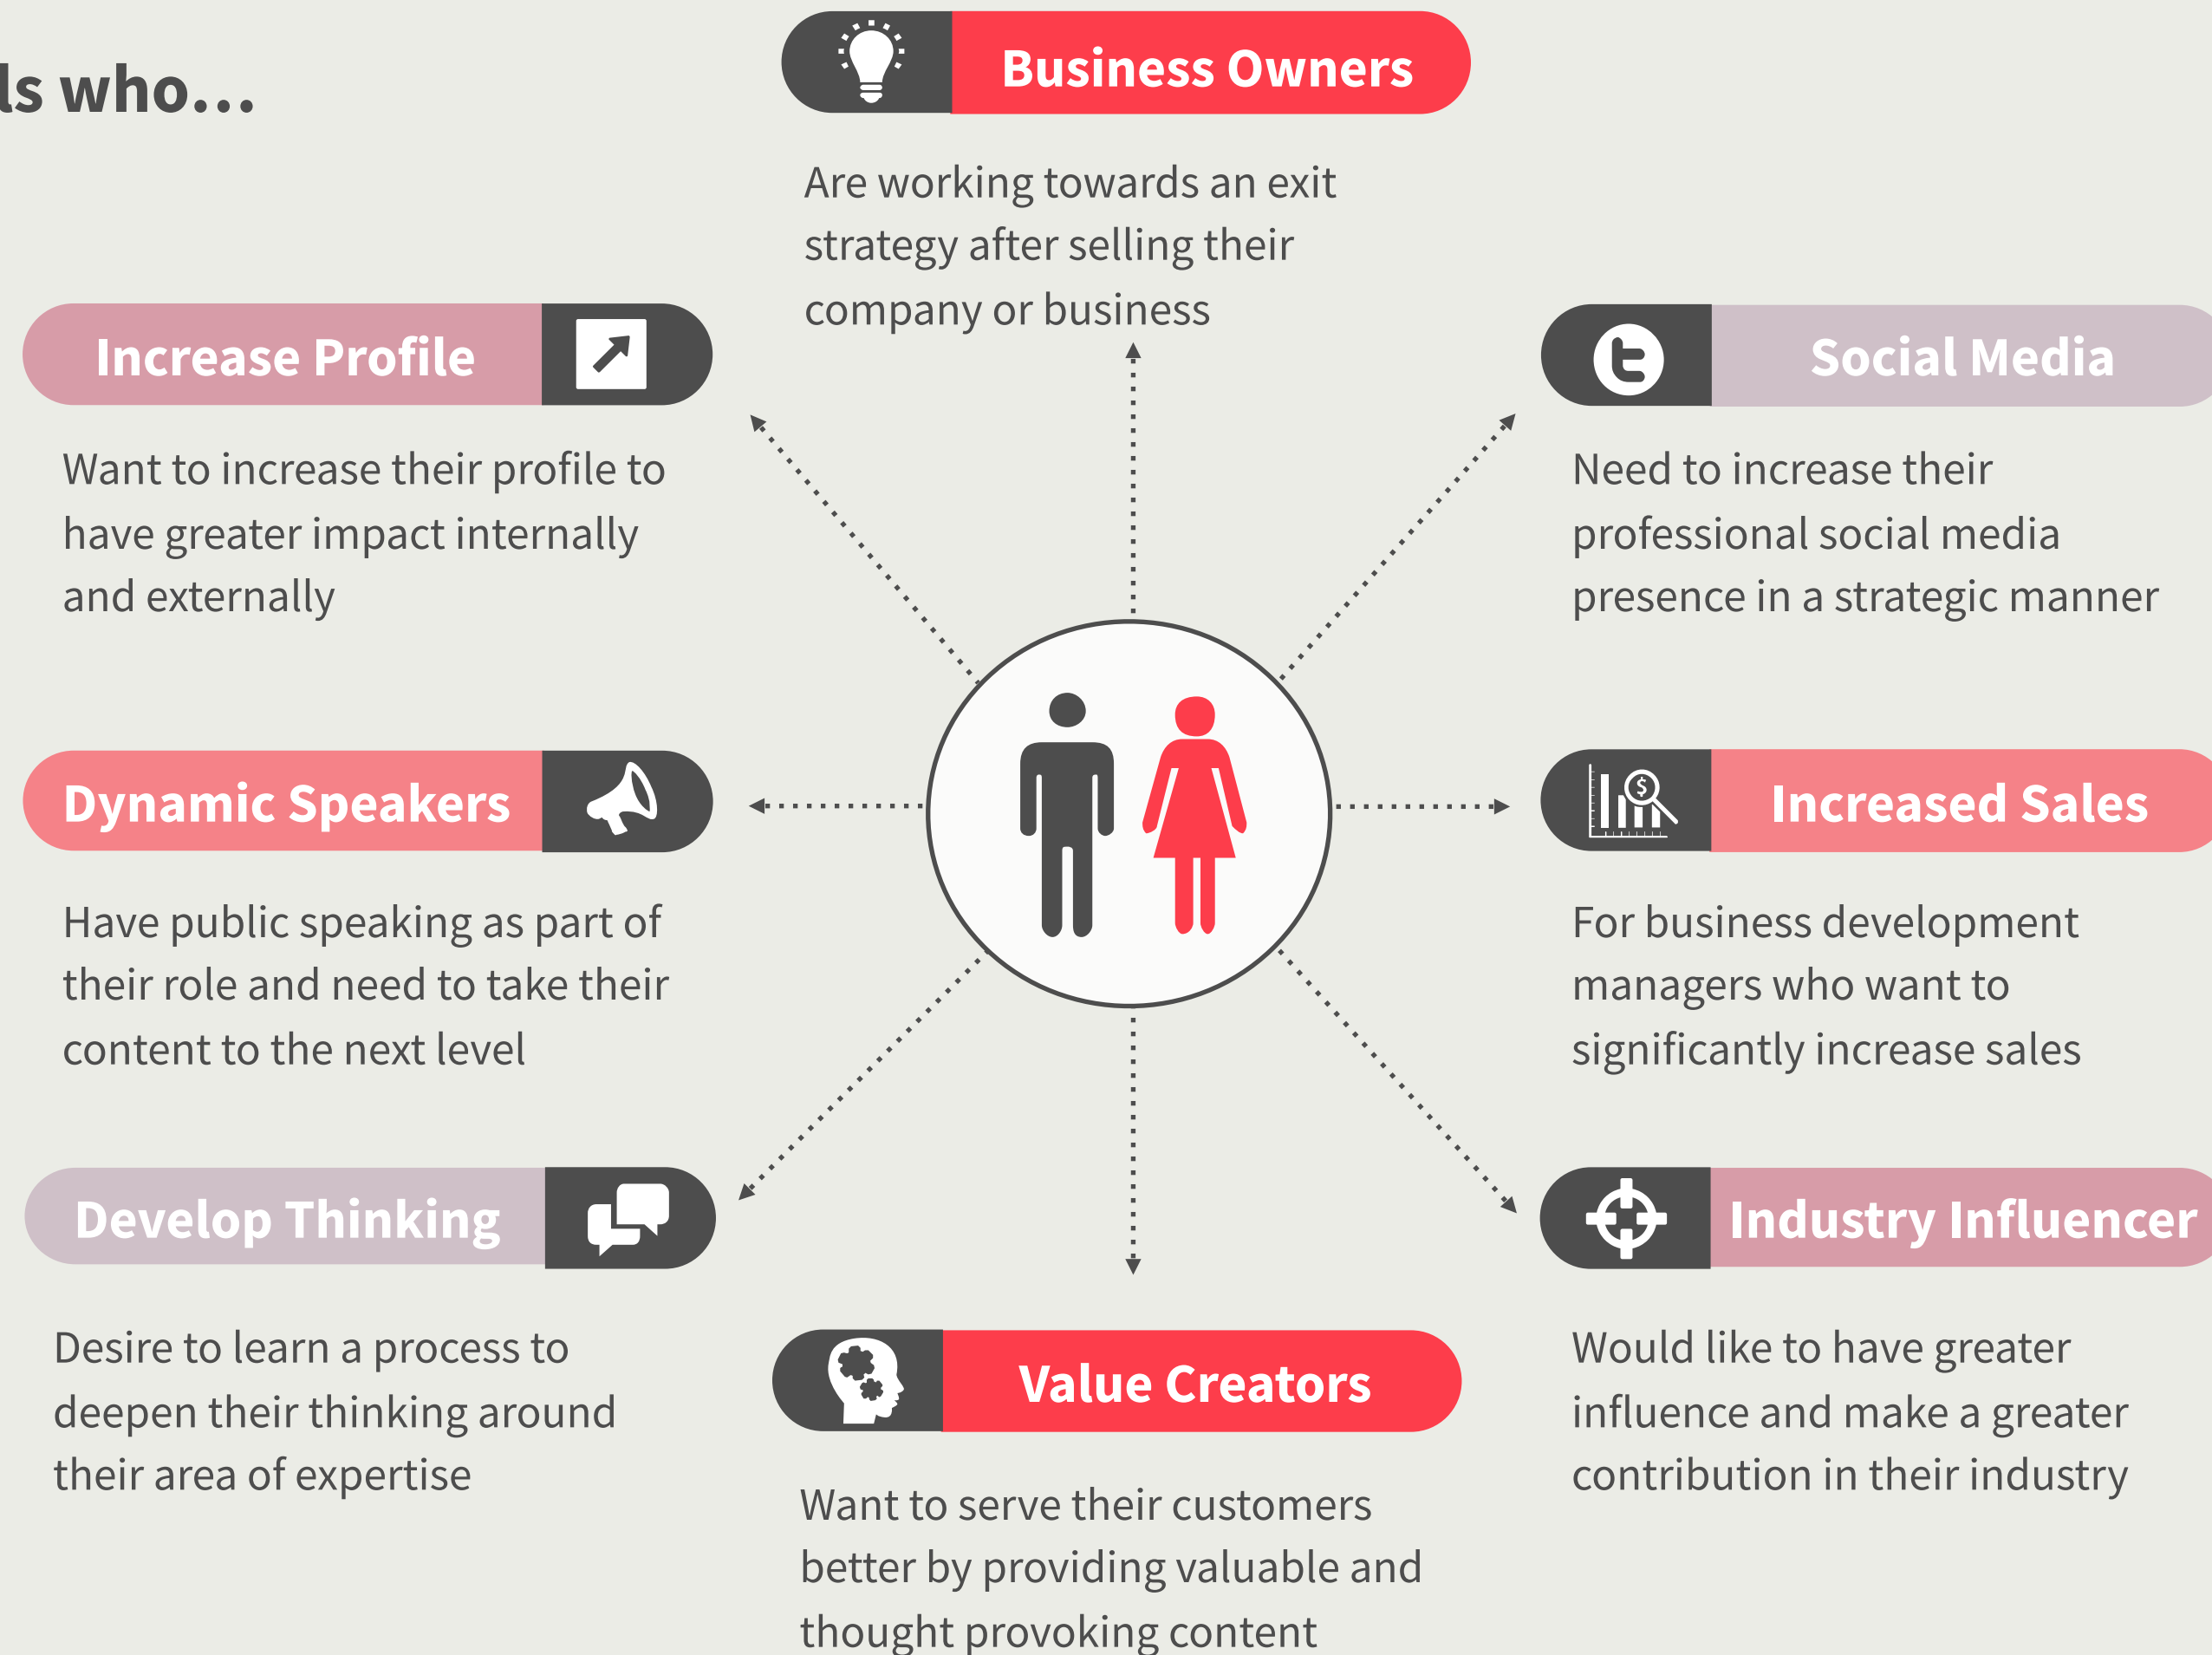 ls who...
Business Owners
Are working towards an exit
strategy after selling their
company or business
Increase Profile
Want to increase their profile to
have greater impact internally
and externally
Social Media
Need to increase their
professional social media
presence in a strategic manner
Dynamic Speakers
Have public speaking as part of
their role and need to take their
content to the next level
Increased Sales
For business development
managers who want to
significantly increase sales
Develop Thinking
Desire to learn a process to
deepen their thinking around
their area of expertise
Value Creators
Want to serve their customers
better by providing valuable and
thought provoking content
Industry Influencer
Would like to have greater
influence and make a greater
contribution in their industry